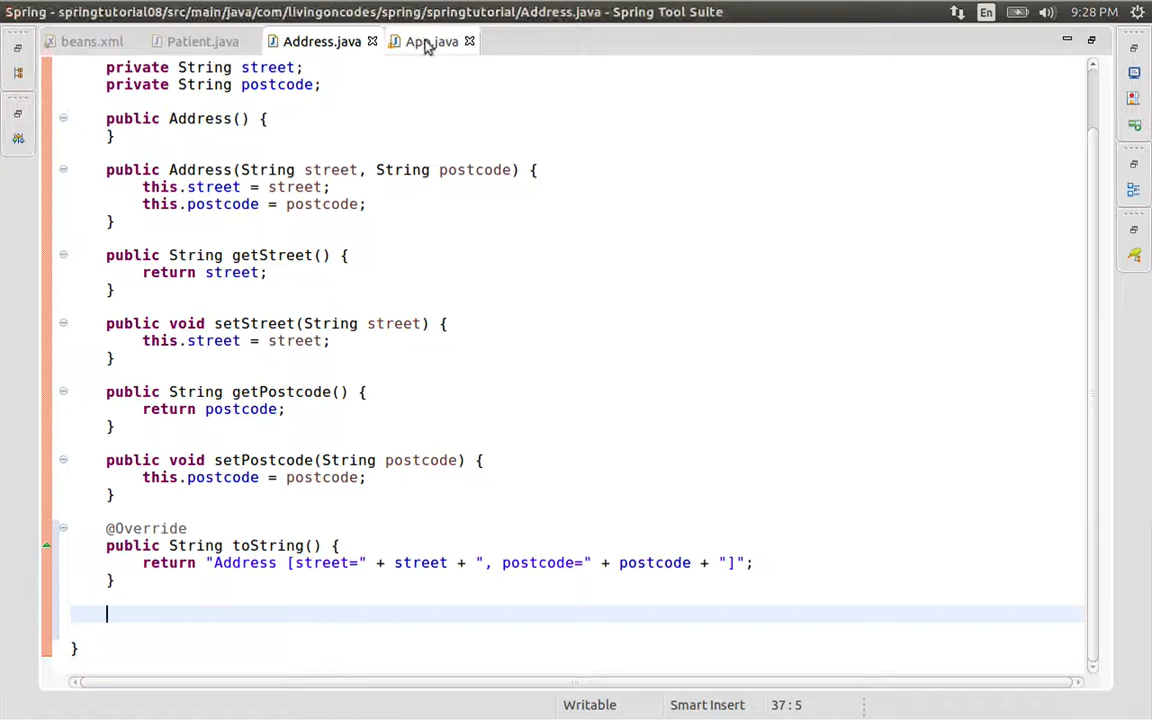 Spring - springtutorial08/src/main/java/com/livingoncodes/spring/springtutorial/Address.java - Spring Tool Suite En 9:28 PM
beans.xml Patient.java Address.java App.java
private String street;
private String postcode;
public Address() {
}
public Address(String street, String postcode) {
this.street = street;
this.postcode = postcode;
}
public String getStreet() {
return street;
}
public void setStreet(String street) {
this.street = street;
}
public String getPostcode() {
return postcode;
}
public void setPostcode(String postcode) {
this.postcode = postcode;
}
@Override
public String toString() {
return "Address [street=" + street + ", postcode=" + postcode + "]";
}
}
Writable Smart Insert 37 : 5